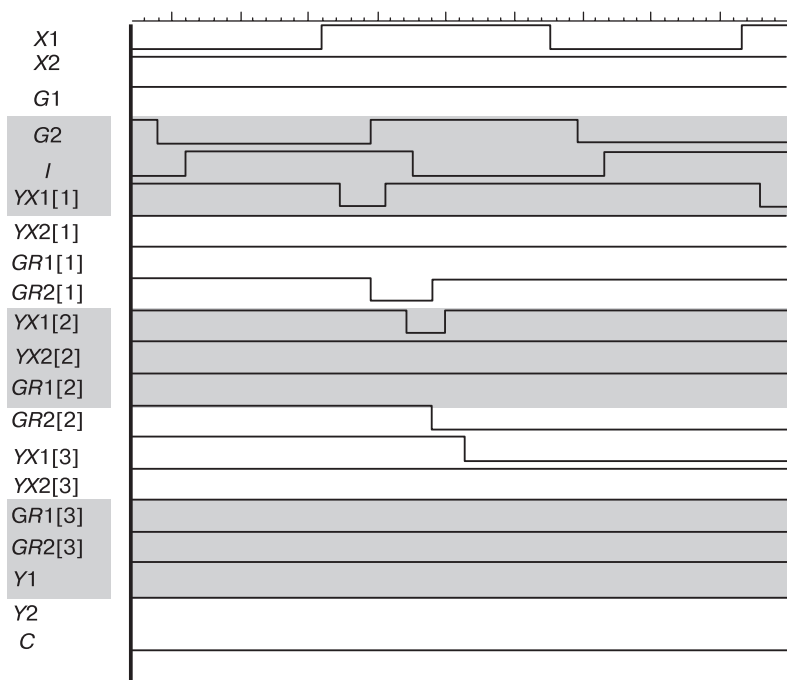 X1
X2
G1
G2
I
YX1[1]
YX2[1]
GR1[1]
GR2[1]
YX1[2]
YX2[2]
GR1[2]
GR2[2]
YX1[3]
YX2[3]
GR1[3]
GR2[3]
Y1
Y2
C